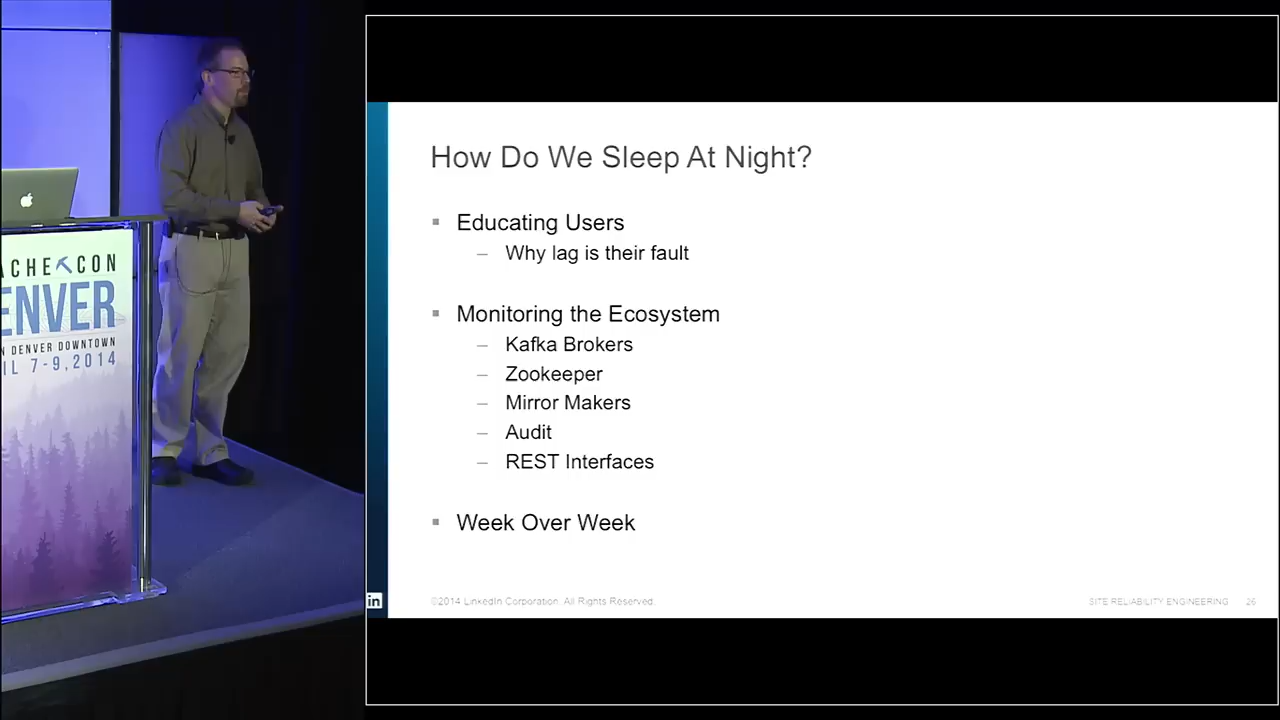 ACHE CON
ENVER
N DENVER DOWNTOWN
IL 7-9, 2014
How Do We Sleep At Night?
▪ Educating Users
– Why lag is their fault
▪ Monitoring the Ecosystem
– Kafka Brokers
– Zookeeper
– Mirror Makers
– Audit
– REST Interfaces
▪ Week Over Week
in
©2014 LinkedIn Corporation. All Rights Reserved.
SITE RELIABILITY ENGINEERING 26